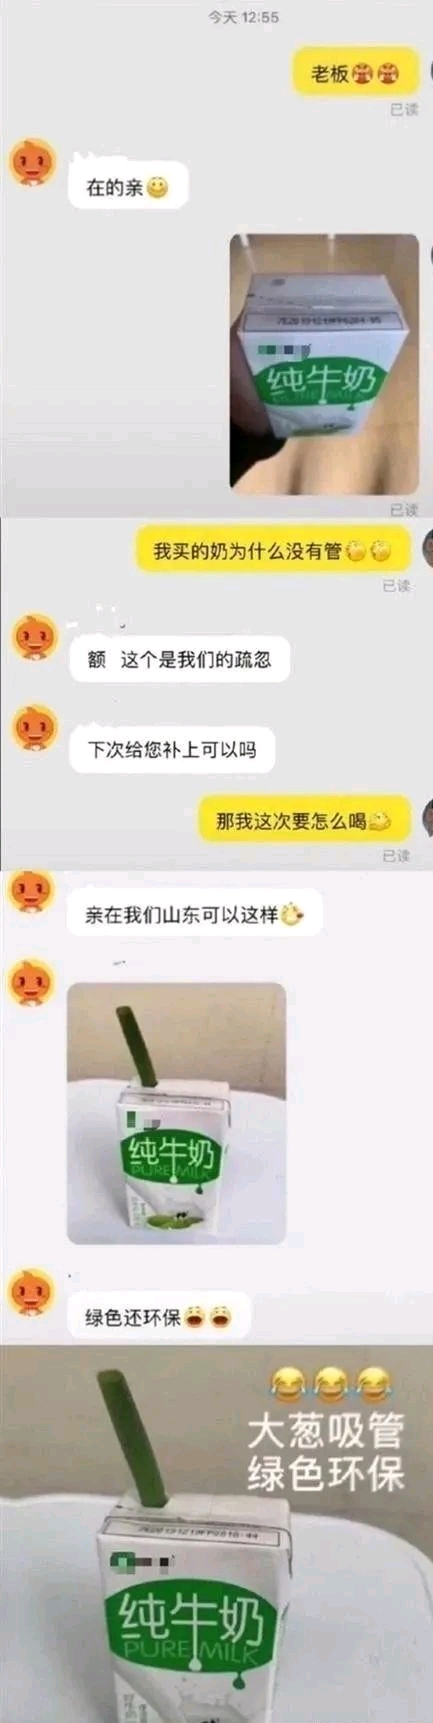 今天 12:55
老板
已读
在的亲
纯牛奶
PURE MILK
已读
我买的奶为什么没有管
已读
额 这个是我们的疏忽
下次给您补上可以吗
那我这次要怎么喝
已读
亲在我们山东可以这样
纯牛奶
PURE MILK
绿色还环保
大葱吸管
绿色环保
纯牛奶
PURE MILK